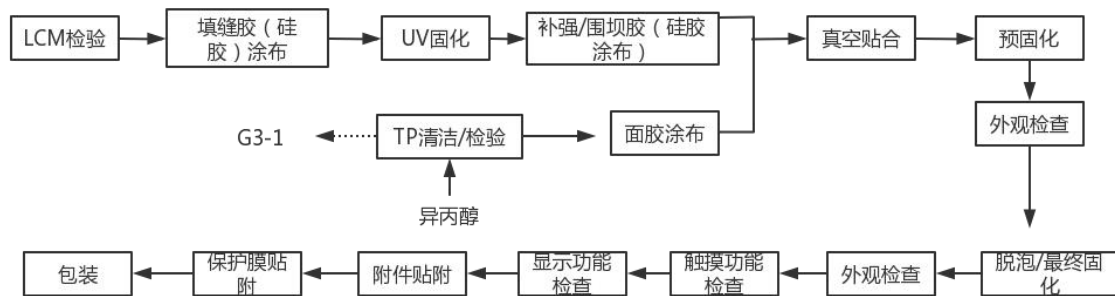 LCM检验
填缝胶（硅
胶）涂布
UV固化
补强/围坝胶（硅胶
涂布）
真空贴合
预固化
G3-1
TP清洁/检验
面胶涂布
外观检查
异丙醇
包装
保护膜贴
附
附件贴附
显示功能
检查
触摸功能
检查
外观检查
脱泡/最终固
化